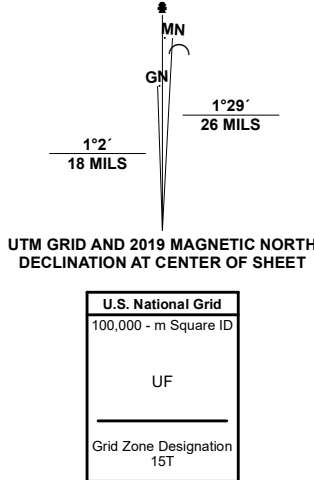 MN
GN
1°29´
26 MILS
1°2´
18 MILS
UTM GRID AND 2019 MAGNETIC NORTH
DECLINATION AT CENTER OF SHEET
U.S. National Grid
100,000 - m Square ID
UF
Grid Zone Designation
15T